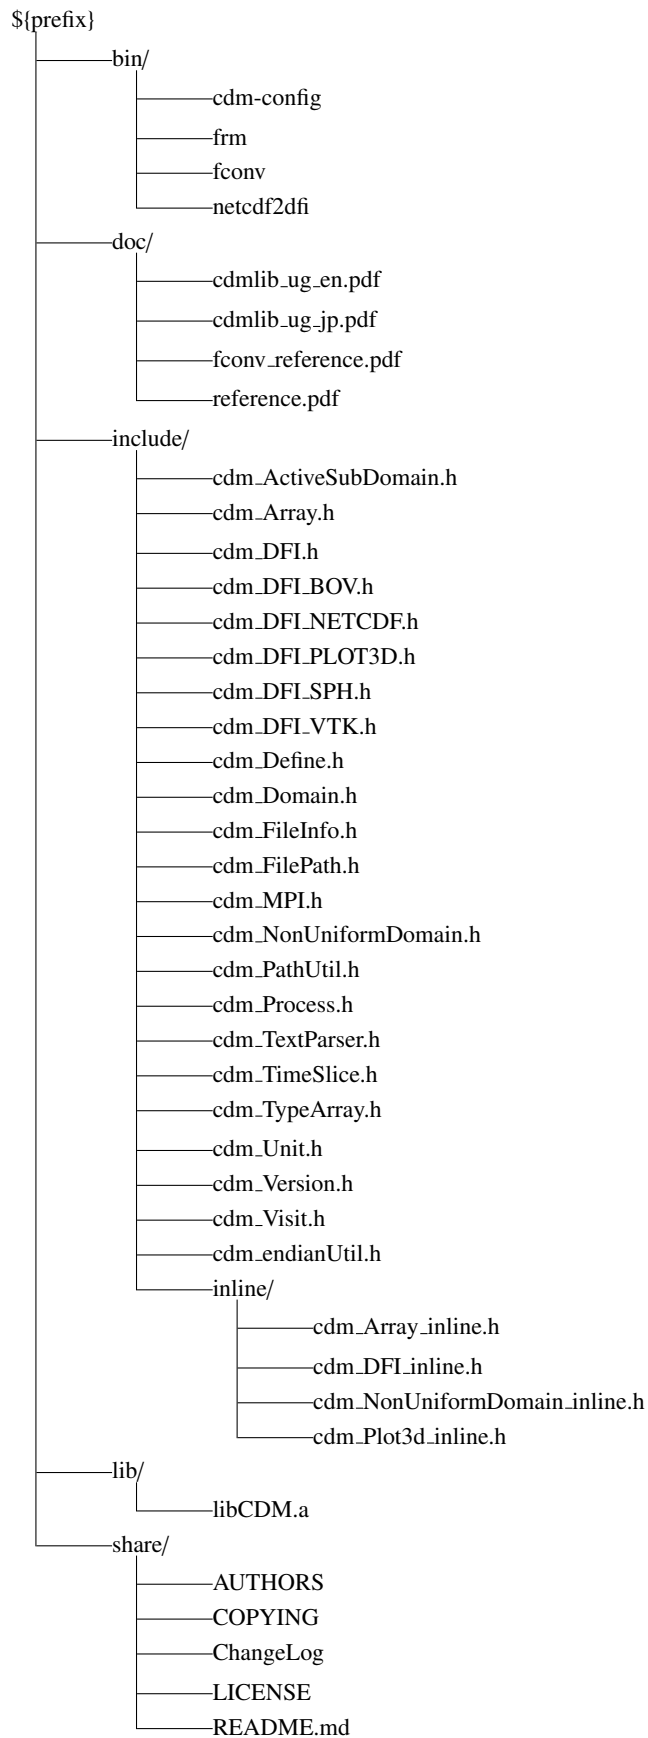 ${prefix}
bin/
cdm-config
frm
fconv
netcdf2dfi
doc/
cdmlib_ug_en.pdf
cdmlib_ug_jp.pdf
fconv_reference.pdf
reference.pdf
include/
cdm_ActiveSubDomain.h
cdm_Array.h
cdm_DFI.h
cdm_DFI_BOV.h
cdm_DFI_NETCDF.h
cdm_DFI_PLOT3D.h
cdm_DFI_SPH.h
cdm_DFI_VTK.h
cdm_Define.h
cdm_Domain.h
cdm_FileInfo.h
cdm_FilePath.h
cdm_MPI.h
cdm_NonUniformDomain.h
cdm_PathUtil.h
cdm_Process.h
cdm_TextParser.h
cdm_TimeSlice.h
cdm_TypeArray.h
cdm_Unit.h
cdm_Version.h
cdm_Visit.h
cdm_endianUtil.h
inline/
cdm_Array_inline.h
cdm_DFI_inline.h
cdm_NonUniformDomain_inline.h
cdm_Plot3d_inline.h
lib/
libCDM.a
share/
AUTHORS
COPYING
ChangeLog
LICENSE
README.md